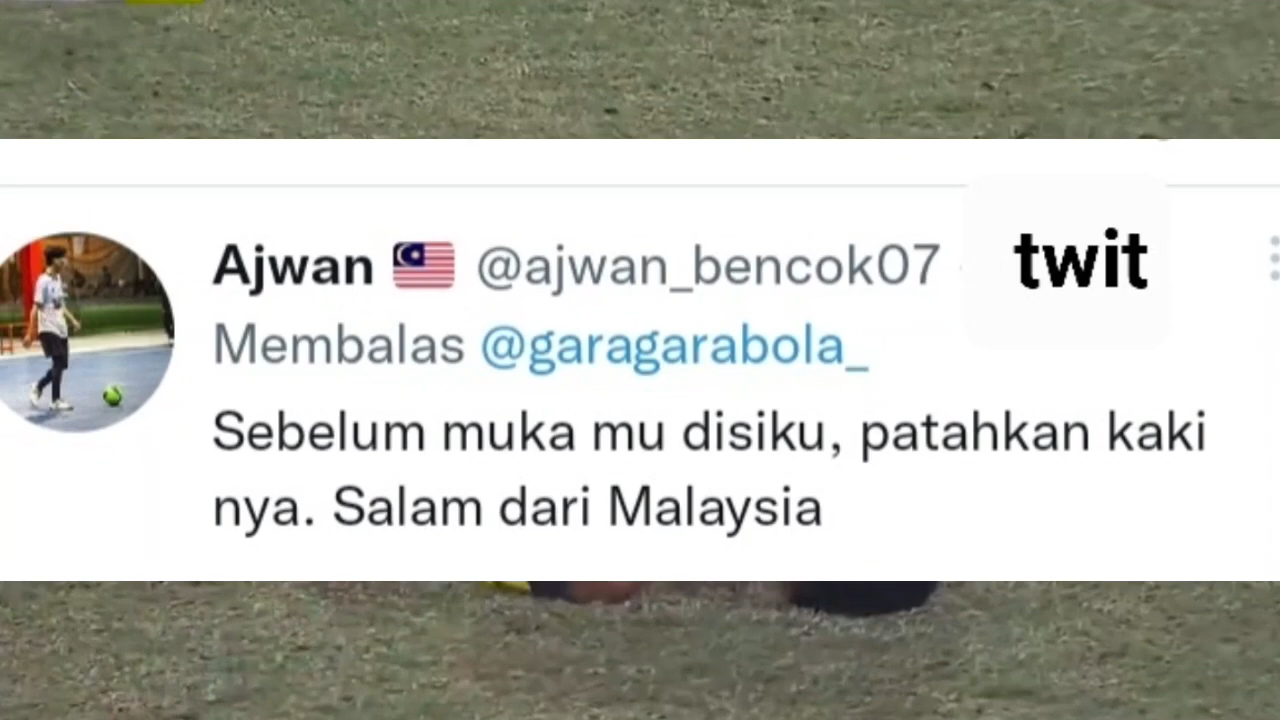 Ajwan 🇲🇾 @ajwan_bencok07 twit
Membalas @garagarabola_
Sebelum muka mu disiku, patahkan kaki
nya. Salam dari Malaysia